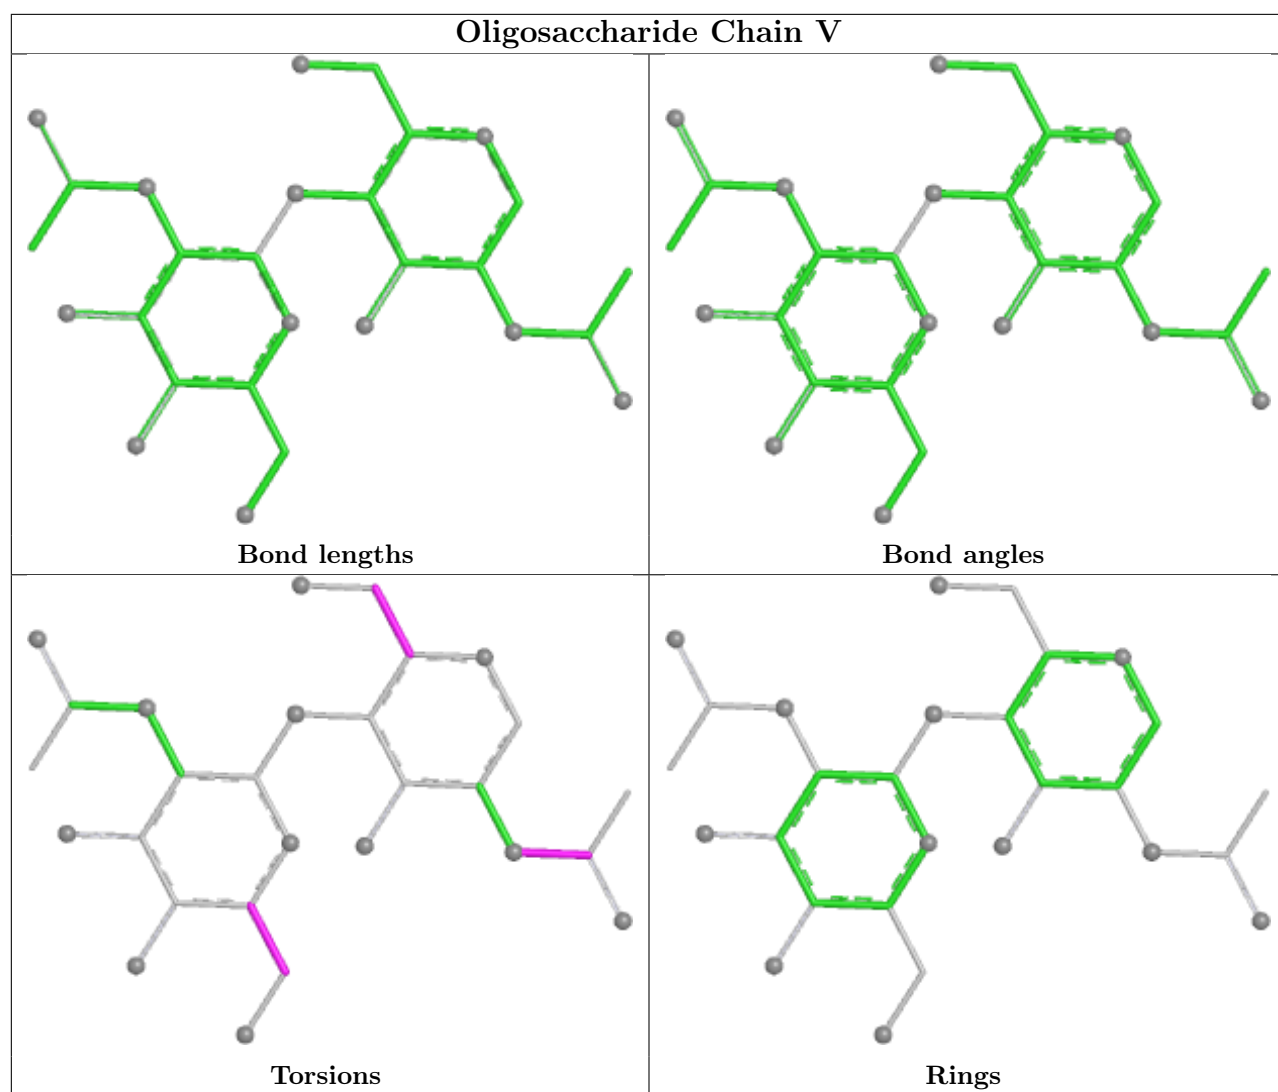 Oligosaccharide Chain V
Bond lengths
Bond angles
Torsions
Rings